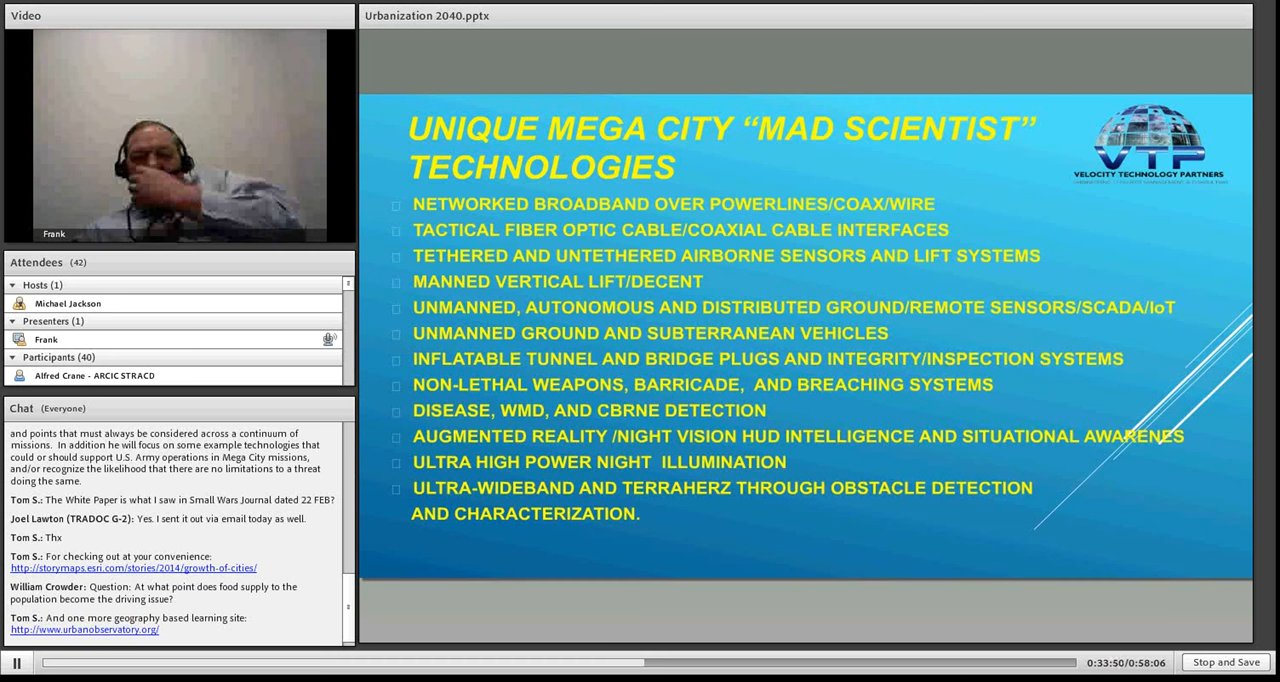 Video
Frank
Attendees (42)
Hosts (1)
Michael Jackson
Presenters (1)
Frank
Participants (40)
Alfred Crane - ARCIC STRACD
Chat (Everyone)
and points that must always be considered across a continuum of
missions. In addition he will focus on some example technologies that
could or should support U.S. Army operations in Mega City missions,
and/or recognize the likelihood that there are no limitations to a threat
doing the same.
Tom S.: The White Paper is what I saw in Small Wars Journal dated 22 FEB?
Joel Lawton (TRADOC G-2): Yes. I sent it out via email today as well.
Tom S.: Thx
Tom S.: For checking out at your convenience:
http://storymaps.esri.com/stories/2014/growth-of-cities/
William Crowder: Question: At what point does food supply to the
population become the driving issue?
Tom S.: And one more geography based learning site:
http://www.urbanobservatory.org/
Urbanization 2040.pptx
UNIQUE MEGA CITY “MAD SCIENTIST”
TECHNOLOGIES
VTP
VELOCITY TECHNOLOGY PARTNERS
NETWORKED BROADBAND OVER POWERLINES/COAX/WIRE
TACTICAL FIBER OPTIC CABLE/COAXIAL CABLE INTERFACES
TETHERED AND UNTETHERED AIRBORNE SENSORS AND LIFT SYSTEMS
MANNED VERTICAL LIFT/DECENT
UNMANNED, AUTONOMOUS AND DISTRIBUTED GROUND/REMOTE SENSORS/SCADA/IoT
UNMANNED GROUND AND SUBTERRANEAN VEHICLES
INFLATABLE TUNNEL AND BRIDGE PLUGS AND INTEGRITY/INSPECTION SYSTEMS
NON-LETHAL WEAPONS, BARRICADE, AND BREACHING SYSTEMS
DISEASE, WMD, AND CBRNE DETECTION
AUGMENTED REALITY /NIGHT VISION HUD INTELLIGENCE AND SITUATIONAL AWARENES
ULTRA HIGH POWER NIGHT ILLUMINATION
ULTRA-WIDEBAND AND TERRAHERZ THROUGH OBSTACLE DETECTION
AND CHARACTERIZATION.
0:33:50/0:58:06
Stop and Save